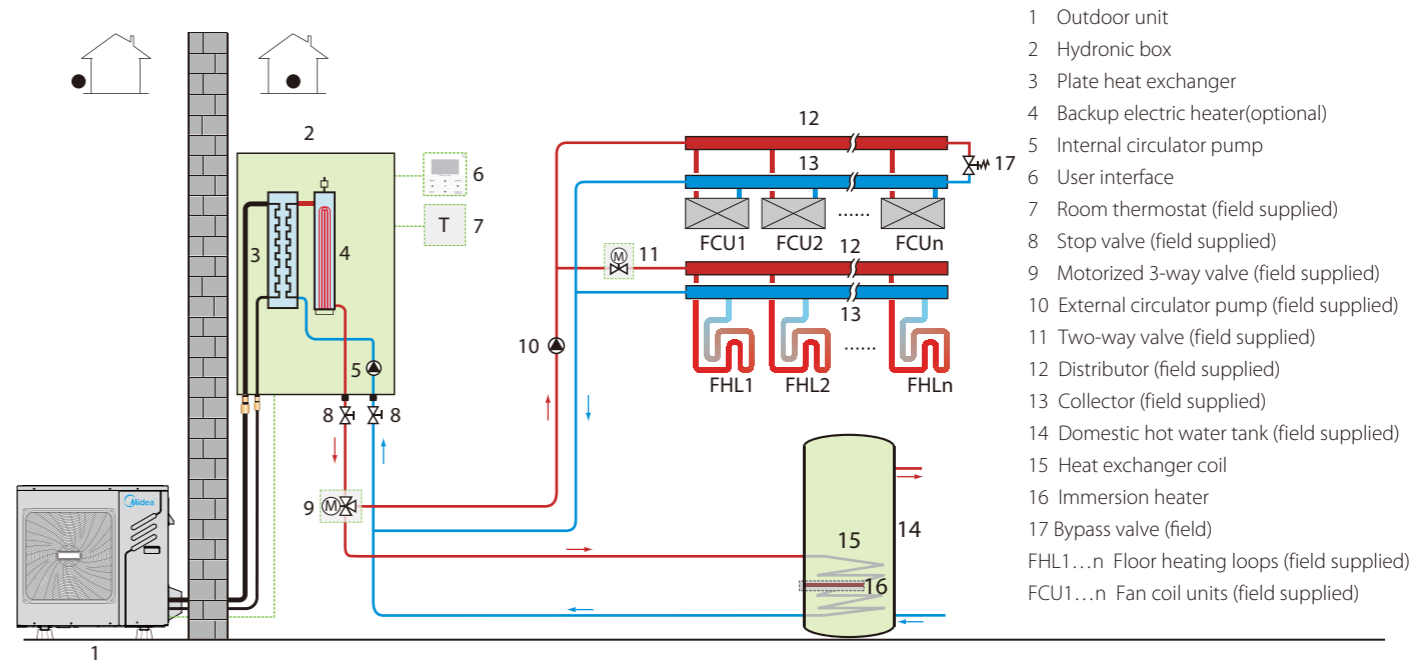 1 Outdoor unit
2 Hydronic box
3 Plate heat exchanger
4 Backup electric heater(optional)
5 Internal circulator pump
6 User interface
7 Room thermostat (field supplied)
8 Stop valve (field supplied)
9 Motorized 3-way valve (field supplied)
10 External circulator pump (field supplied)
11 Two-way valve (field supplied)
12 Distributor (field supplied)
13 Collector (field supplied)
14 Domestic hot water tank (field supplied)
15 Heat exchanger coil
16 Immersion heater
17 Bypass valve (field)
FHL1...n Floor heating loops (field supplied)
FCU1...n Fan coil units (field supplied)
12
2
13
17
6
FCU1 FCU2 ...... FCUn
T 7
3 4
M 11 12
13
10
......
5
FHL1 FHL2 FHLn
8 8
9 M
14
15
16
Midea
1